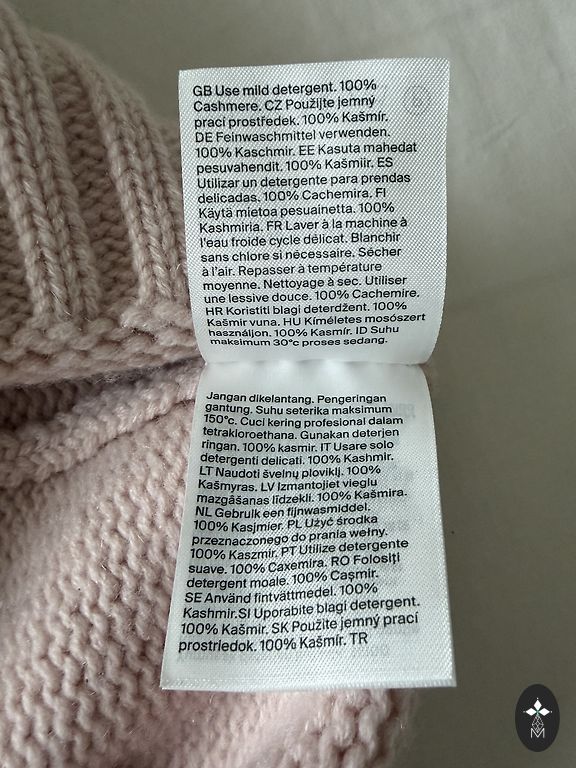 GB Use mild detergent. 100%
Cashmere. CZ Použijte jemný
prací prostředek. 100% Kašmír.
DE Feinwaschmittel verwenden.
100% Kaschmir. EE Kasuta mahedat
pesuvahendit. 100% Kašmiir. ES
Utilizar un detergente para prendas
delicadas. 100% Cachemira. FI
Käytä mietoa pesuainetta. 100%
Kashmiria. FR Laver à la machine à
l'eau froide cycle délicat. Blanchir
sans chlore si nécessaire. Sécher
à l'air. Repasser à température
moyenne. Nettoyage à sec. Utiliser
une lessive douce. 100% Cachemire.
HR Koristiti blagi deterdžent. 100%
Kašmir vuna. HU Kíméletes mosószert
használjon. 100% Kasmír. ID Suhu
maksimum 30°c proses sedang.
Jangan dikelantang. Pengeringan
gantung. Suhu seterika maksimum
150°c. Cuci kering profesional dalam
tetrakloroethana. Gunakan deterjen
ringan. 100% kasmir. IT Usare solo
detergenti delicati. 100% Kashmir.
LT Naudoti švelnų ploviklį. 100%
Kašmyras. LV Izmantojiet vieglu
mazgāšanas līdzekli. 100% Kašmira.
NL Gebruik een fijnwasmiddel.
100% Kasjmier. PL Użyć środka
przeznaczonego do prania wełny.
100% Kaszmir. PT Utilize detergente
suave. 100% Caxemira. RO Folosiți
detergent moale. 100% Cașmir.
SE Använd fintvättmedel. 100%
Kashmir.SI Uporabite blagi detergent.
100% Kašmir. SK Použite jemný prací
prostriedok. 100% Kašmír. TR